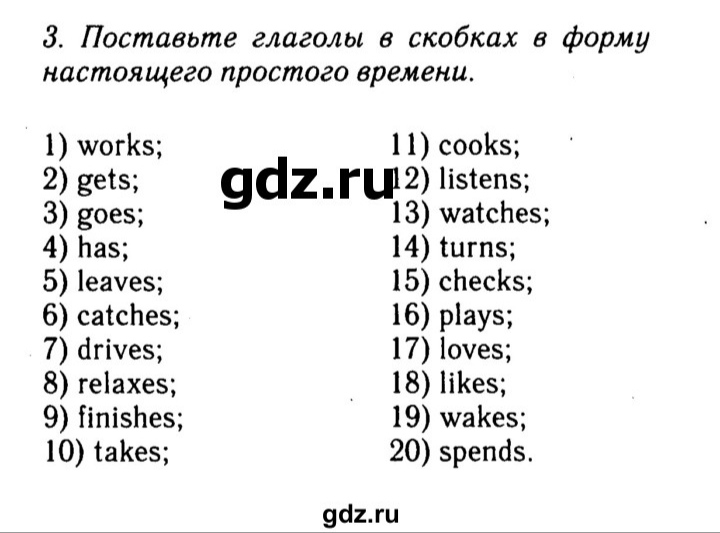 3. Поставьте глаголы в скобках в форму
настоящего простого времени.
1) works;
2) gets;
3) goes;
4) has;
5) leaves;
6) catches;
7) drives;
8) relaxes;
9) finishes;
10) takes;
11) cooks;
12) listens;
13) watches;
14) turns;
15) checks;
16) plays;
17) loves;
18) likes;
19) wakes;
20) spends.
gdz.ru
gdz.ru